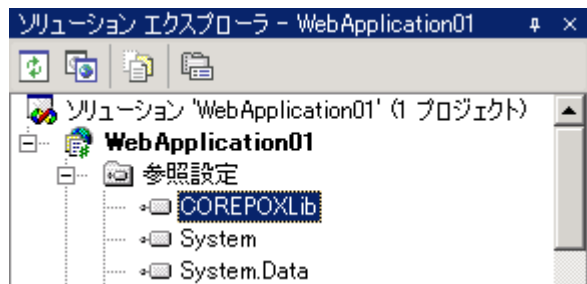 ソリューション エクスプローラ - WebApplication01
ソリューション 'WebApplication01' (1 プロジェクト)
WebApplication01
参照設定
COREPOXLib
System
System.Data